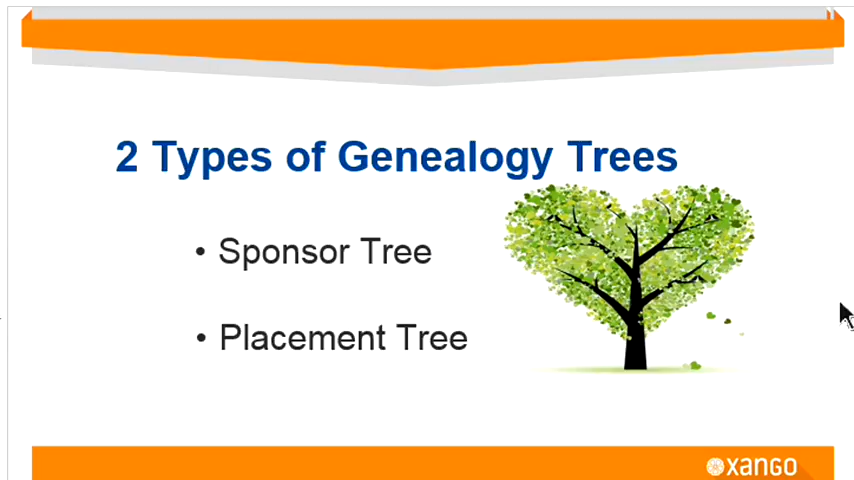 2 Types of Genealogy Trees
• Sponsor Tree
• Placement Tree
xango